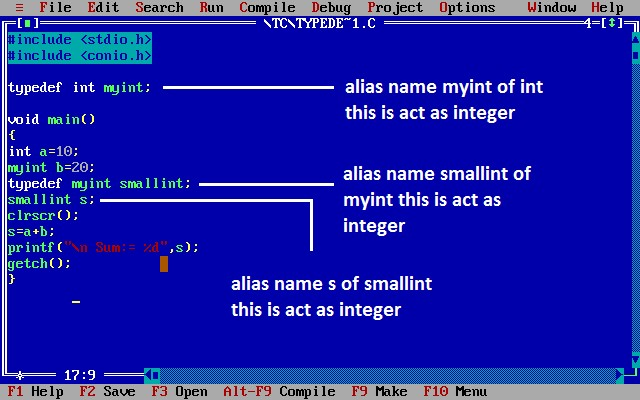 ≡ File Edit Search Run Compile Debug Project Options Window Help
[■] \TC\TYPEDE~1.C 4=[↕]
#include <stdio.h>
#include <conio.h>
typedef int myint;
alias name myint of int
this is act as integer
void main()
{
int a=10;
myint b=20;
typedef myint smallint;
alias name smallint of
myint this is act as
integer
smallint s;
clrscr();
s=a+b;
printf("\n Sum:= %d",s);
getch();
}
alias name s of smallint
this is act as integer
17:9
F1 Help F2 Save F3 Open Alt-F9 Compile F9 Make F10 Menu